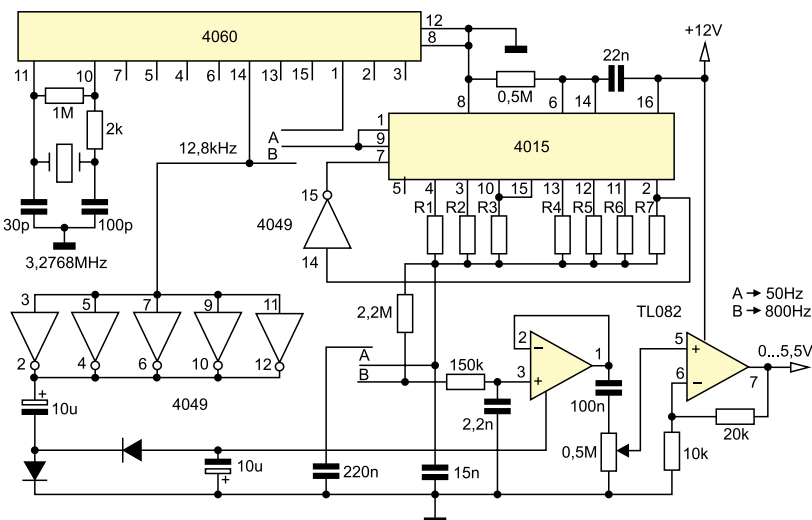 4060
12
8
+12V
11 10 7 5 4 6 14 13 15 1 2 3
22n
0,5M
1M
2k
8 6 14 16
A
B
1
9
7
4015
12,8kHz
5 4 3 10 15 13 12 11 2
R1 R2 R3 R4 R5 R6 R7
15
4049
14
30p
100p
3,2768MHz
3 5 7 9 11
2 4 6 10 12
4049
2,2M
A → 50Hz
B → 800Hz
TL082
A
B
150k
2
3
1
5
6
7
0...5,5V
+
−
+
−
10u
+
2,2n
100n
20k
0,5M
10k
10u
+
220n
15n